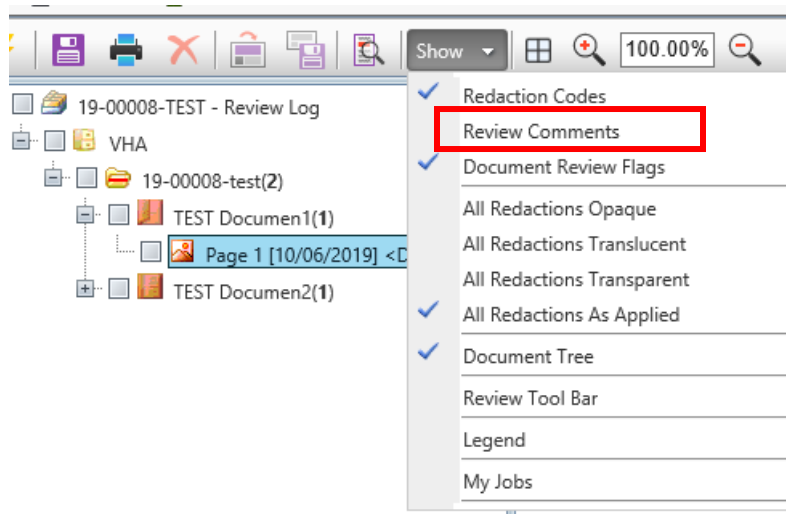 Show
100.00%
19-00008-TEST - Review Log
VHA
19-00008-test(2)
TEST Documen1(1)
Page 1 [10/06/2019] <D
TEST Documen2(1)
Redaction Codes
Review Comments
Document Review Flags
All Redactions Opaque
All Redactions Translucent
All Redactions Transparent
All Redactions As Applied
Document Tree
Review Tool Bar
Legend
My Jobs